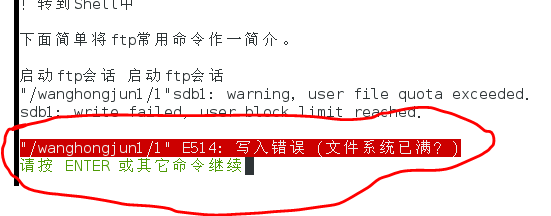 ! 转到Shell中
下面简单将ftp常用命令作一简介。
启动ftp会话 启动ftp会话
"/wanghongjun1/1"sdb1: warning, user file quota exceeded.
sdb1: write failed, user block limit reached.
"/wanghongjun1/1" E514: 写入错误 (文件系统已满? )
请按 ENTER 或其它命令继续